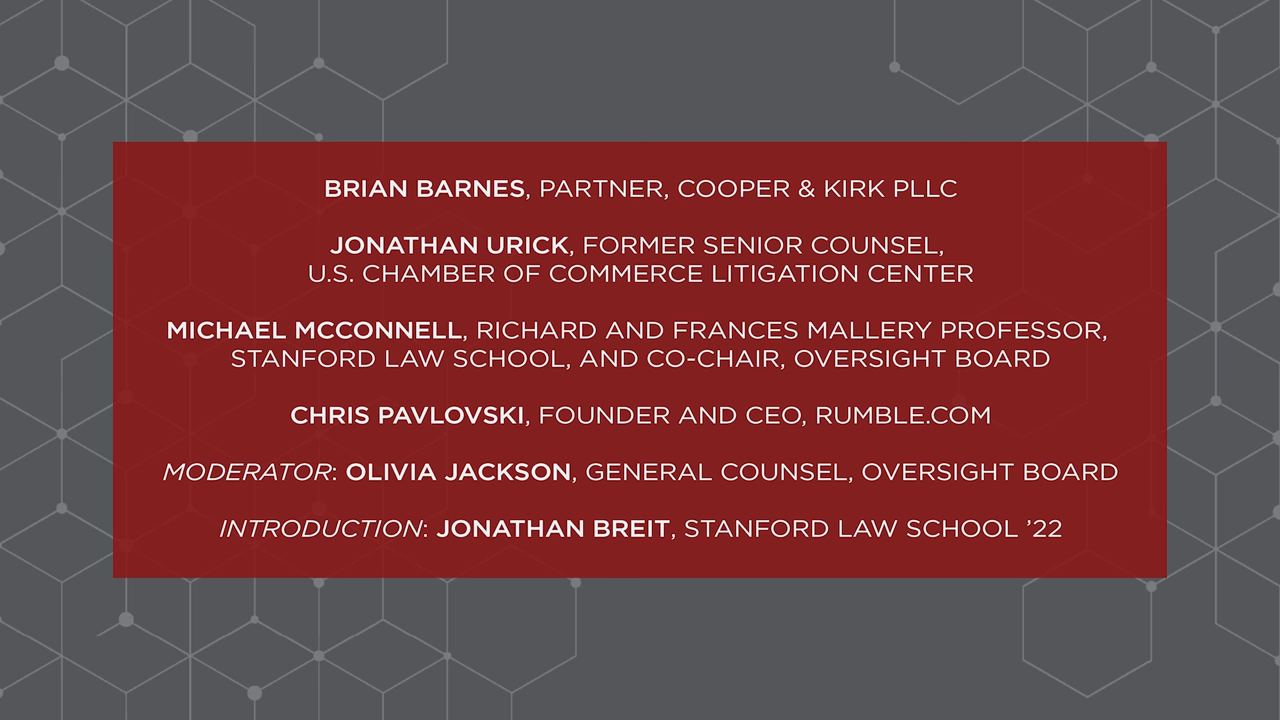 BRIAN BARNES, PARTNER, COOPER & KIRK PLLC
JONATHAN URICK, FORMER SENIOR COUNSEL,
U.S. CHAMBER OF COMMERCE LITIGATION CENTER
MICHAEL MCCONNELL, RICHARD AND FRANCES MALLERY PROFESSOR,
STANFORD LAW SCHOOL, AND CO-CHAIR, OVERSIGHT BOARD
CHRIS PAVLOVSKI, FOUNDER AND CEO, RUMBLE.COM
MODERATOR: OLIVIA JACKSON, GENERAL COUNSEL, OVERSIGHT BOARD
INTRODUCTION: JONATHAN BREIT, STANFORD LAW SCHOOL ’22